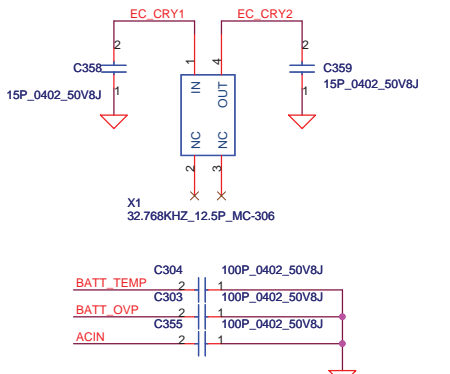 EC_CRY1 EC_CRY2
2 2
C358 1 4 C359
15P_0402_50V8J 1 IN OUT 1 15P_0402_50V8J
NC NC
2 3
X1
32.768KHZ_12.5P_MC-306
C304 100P_0402_50V8J
BATT_TEMP 2 1
C303 100P_0402_50V8J
BATT_OVP 2 1
C355 100P_0402_50V8J
ACIN 2 1